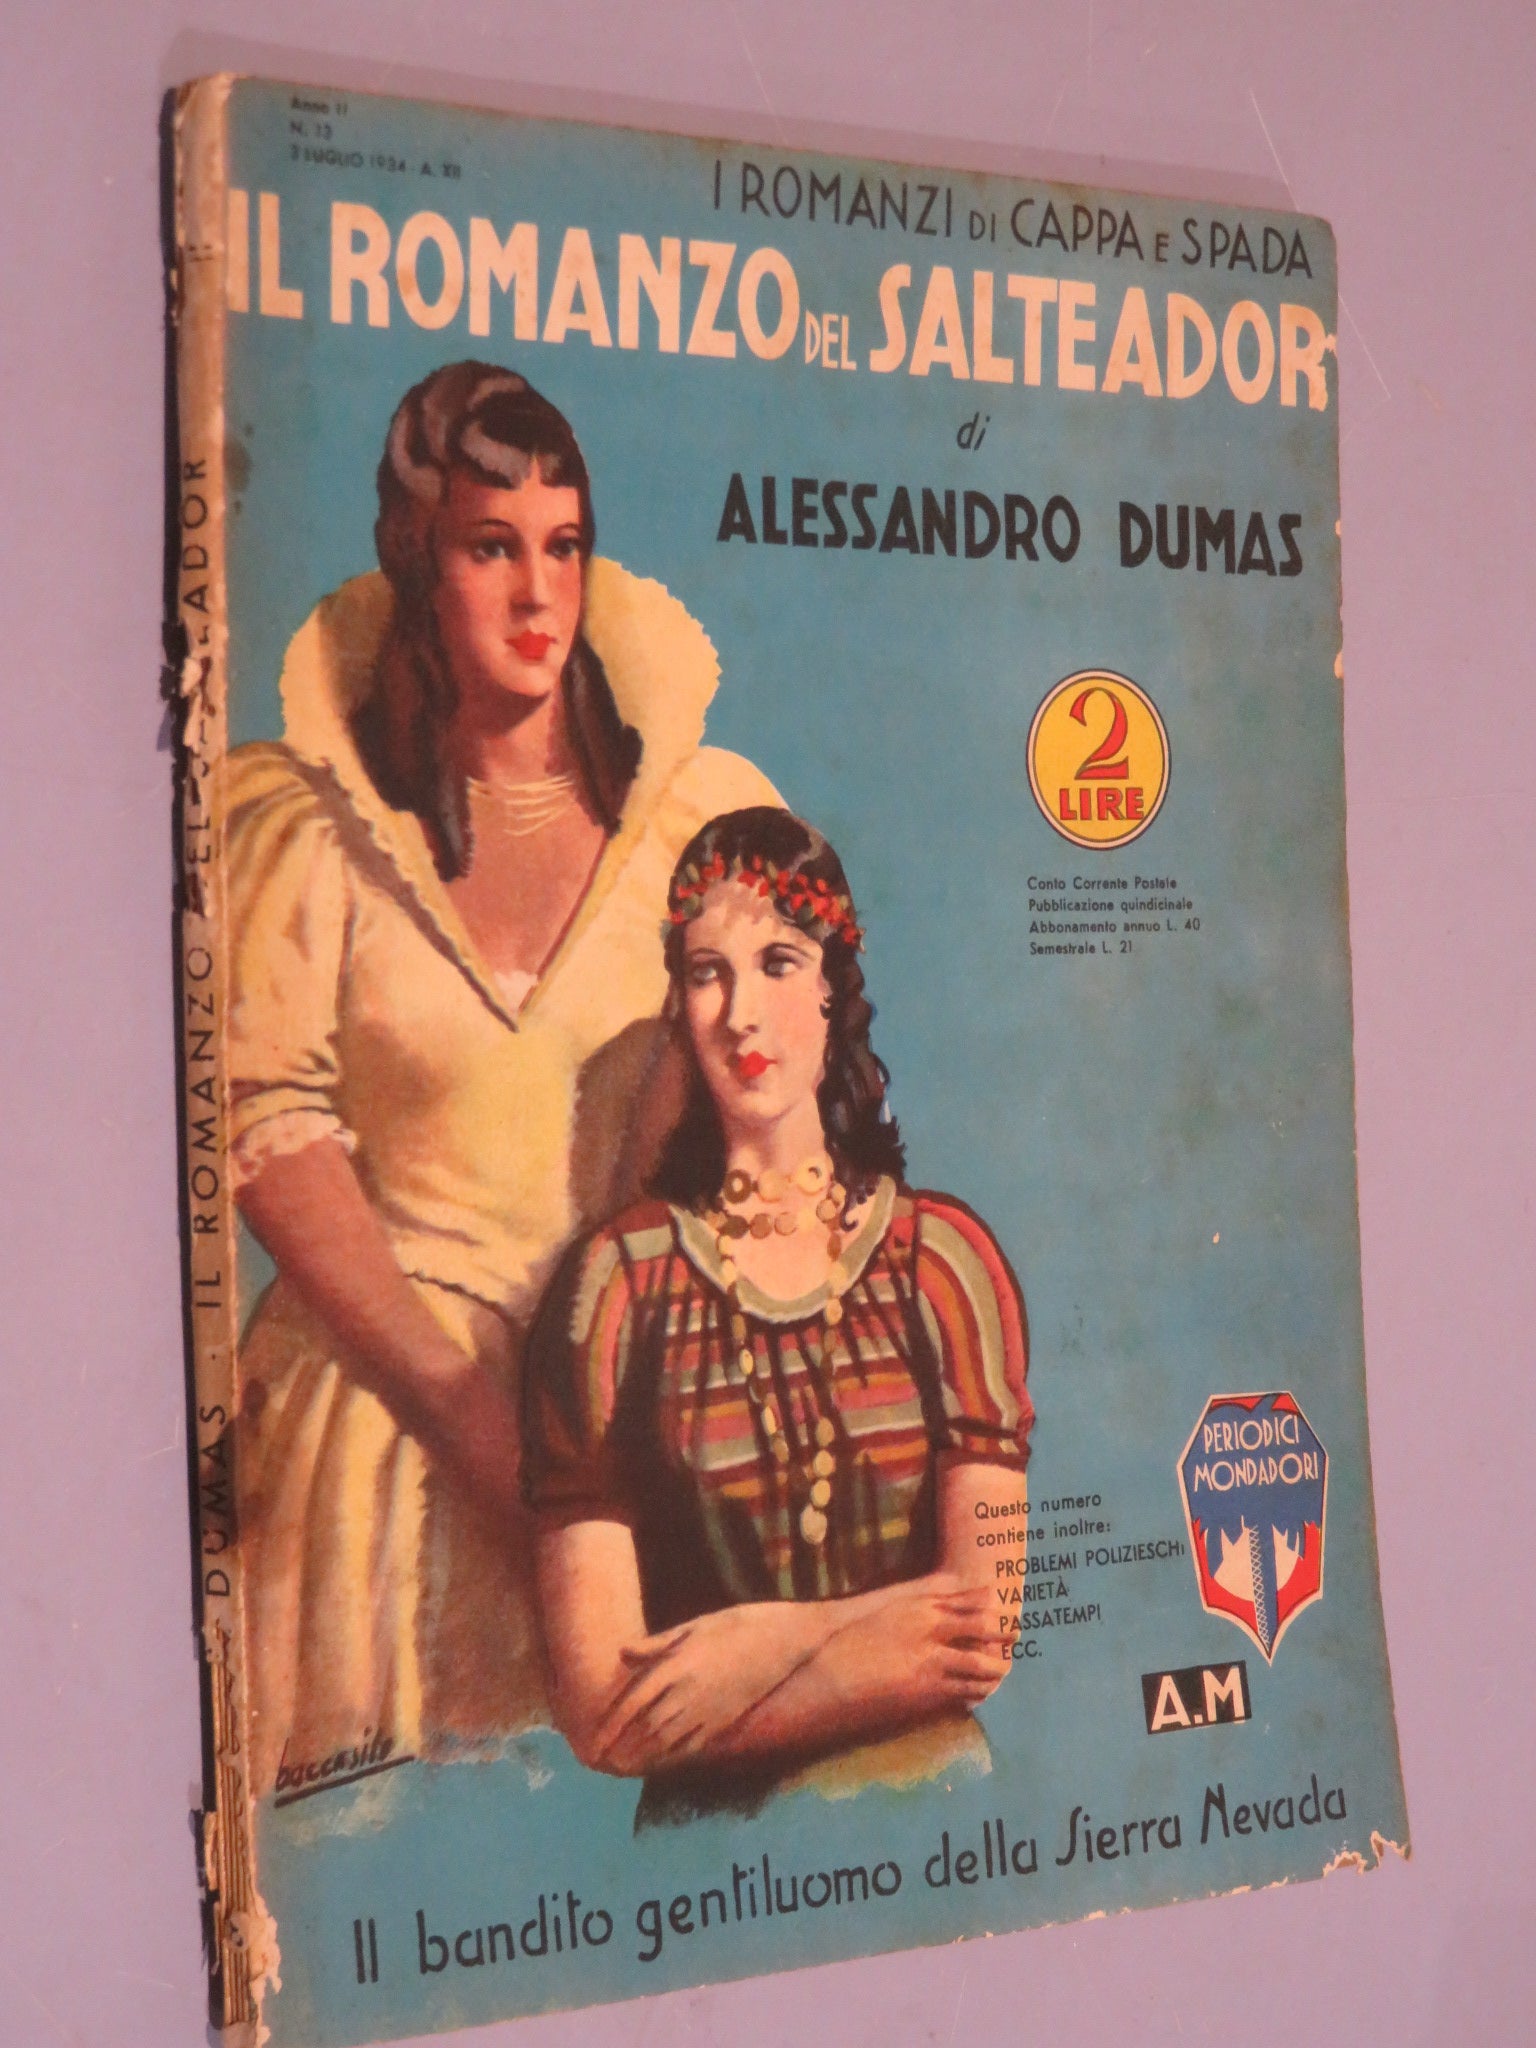 Anno II
N. 13
3 LUGLIO 1934 - A. XII
I ROMANZI DI CAPPA E SPADA
IL ROMANZO DEL SALTEADOR
di
ALESSANDRO DUMAS
2
LIRE
Conto Corrente Postale
Pubblicazione quindicinale
Abbonamento annuo L. 40
Semestrale L. 21
PERIODICI
MONDADORI
Questo numero
contiene inoltre:
PROBLEMI POLIZIESCHI
VARIETÀ
PASSATEMPI
ECC.
A.M
boccasile
Il bandito gentiluomo della Sierra Nevada
DUMAS · IL ROMANZO